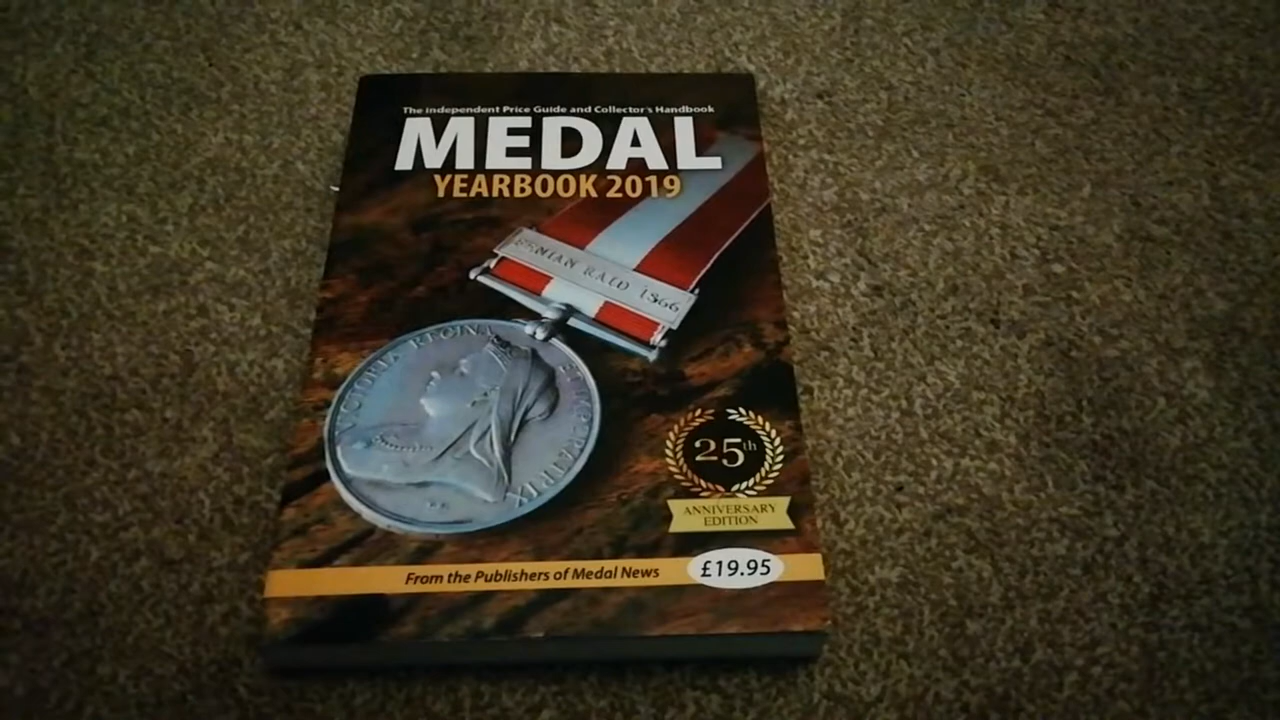 The Independent Price Guide and Collector's Handbook
MEDAL
YEARBOOK 2019
FENIAN RAID 1866
VICTORIA REGINA ET IMPERATRIX
25th
ANNIVERSARY
EDITION
From the Publishers of Medal News
£19.95